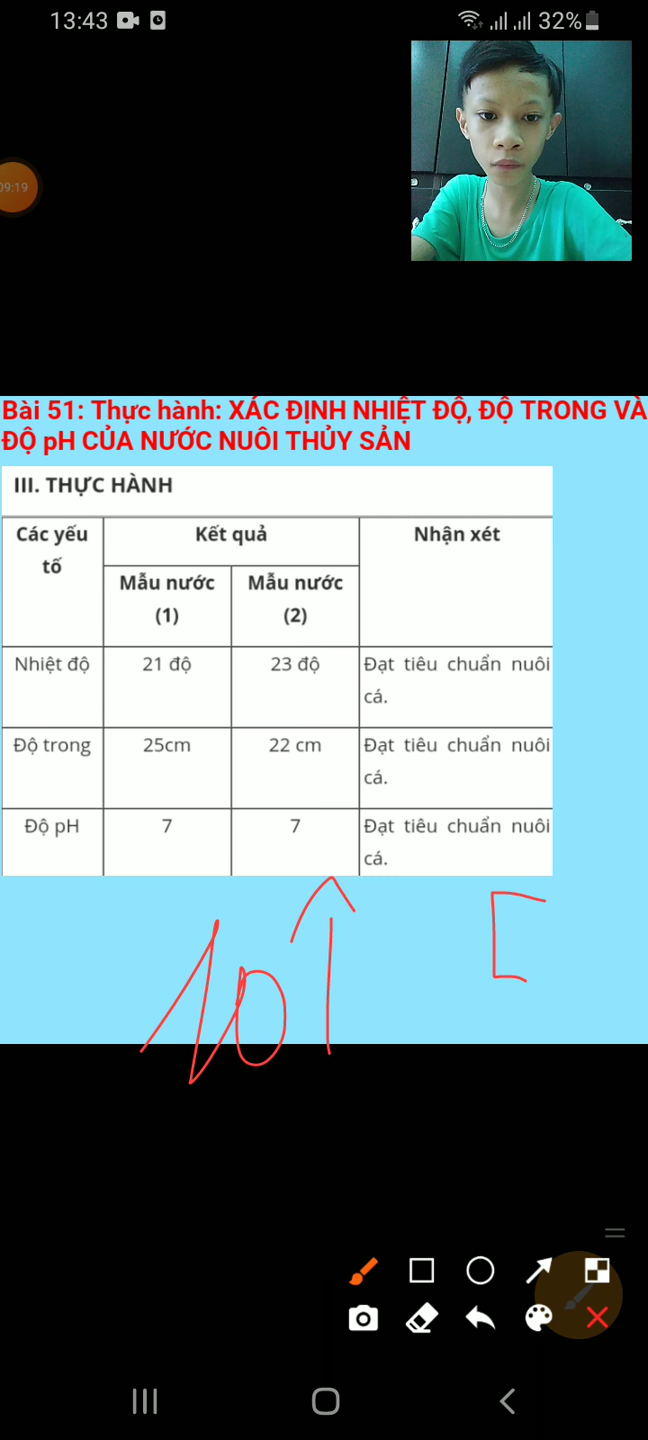 13:43
32%
09:19
Bài 51: Thực hành: XÁC ĐỊNH NHIỆT ĐỘ, ĐỘ TRONG VÀ
ĐỘ pH CỦA NƯỚC NUÔI THỦY SẢN
III. THỰC HÀNH
Các yếu tố
Kết quả
Nhận xét
Mẫu nước (1)
Mẫu nước (2)
Nhiệt độ
21 độ
23 độ
Đạt tiêu chuẩn nuôi cá.
Độ trong
25cm
22 cm
Đạt tiêu chuẩn nuôi cá.
Độ pH
7
7
Đạt tiêu chuẩn nuôi cá.
10